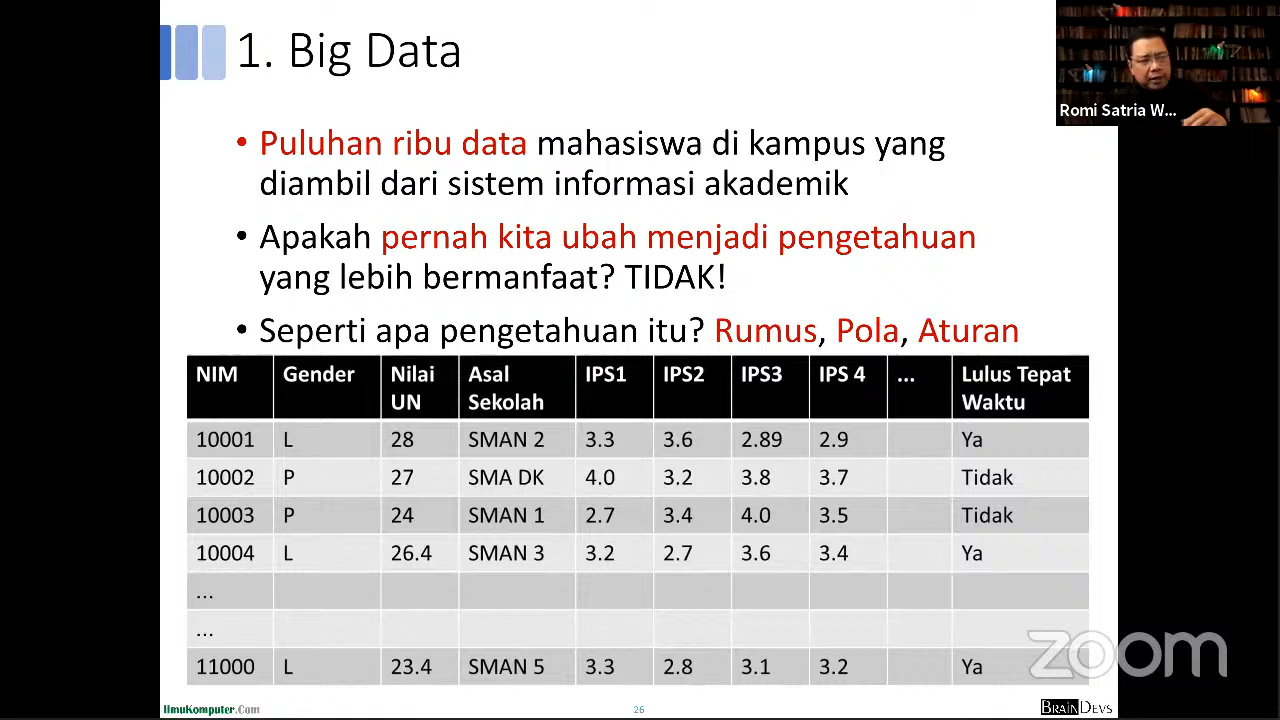 1. Big Data
Romi Satria W...
• Puluhan ribu data mahasiswa di kampus yang
diambil dari sistem informasi akademik
• Apakah pernah kita ubah menjadi pengetahuan
yang lebih bermanfaat? TIDAK!
• Seperti apa pengetahuan itu? Rumus, Pola, Aturan
NIM Gender Nilai UN Asal Sekolah IPS1 IPS2 IPS3 IPS 4 ... Lulus Tepat Waktu
10001 L 28 SMAN 2 3.3 3.6 2.89 2.9 Ya
10002 P 27 SMA DK 4.0 3.2 3.8 3.7 Tidak
10003 P 24 SMAN 1 2.7 3.4 4.0 3.5 Tidak
10004 L 26.4 SMAN 3 3.2 2.7 3.6 3.4 Ya
...
...
11000 L 23.4 SMAN 5 3.3 2.8 3.1 3.2 Ya
zoom
IlmuKomputer.Com
26
BRAINDEVS